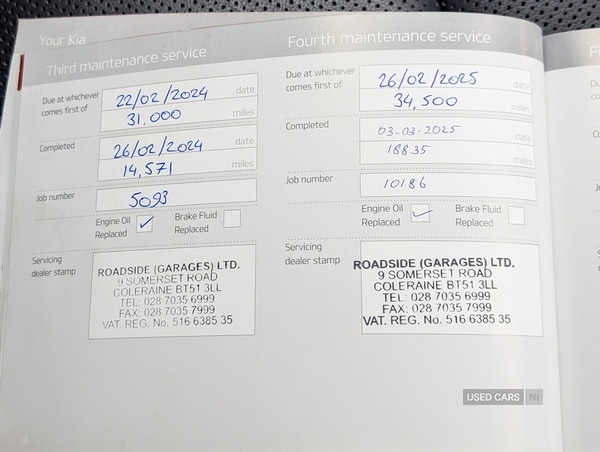 Your Kia
Third maintenance service
Due at whichever
comes first of
22/02/2024 date
31.000 miles
Completed
26/02/2024 date
14,571 miles
Job number
5093
Engine Oil
Replaced
Brake Fluid
Replaced
Servicing
dealer stamp
ROADSIDE (GARAGES) LTD.
9 SOMERSET ROAD
COLERAINE BT51 3LL
TEL: 028 7035 6999
FAX: 028 7035 7999
VAT. REG. No. 516 6385 35
Fourth maintenance service
Due at whichever
comes first of
26/02/2025 date
34,500 miles
Completed
03-03-2025 date
18835 miles
Job number
10186
Engine Oil
Replaced
Brake Fluid
Replaced
Servicing
dealer stamp
ROADSIDE (GARAGES) LTD.
9 SOMERSET ROAD
COLERAINE BT51 3LL
TEL: 028 7035 6999
FAX: 028 7035 7999
VAT. REG. No. 516 6385 35
USED CARS NI